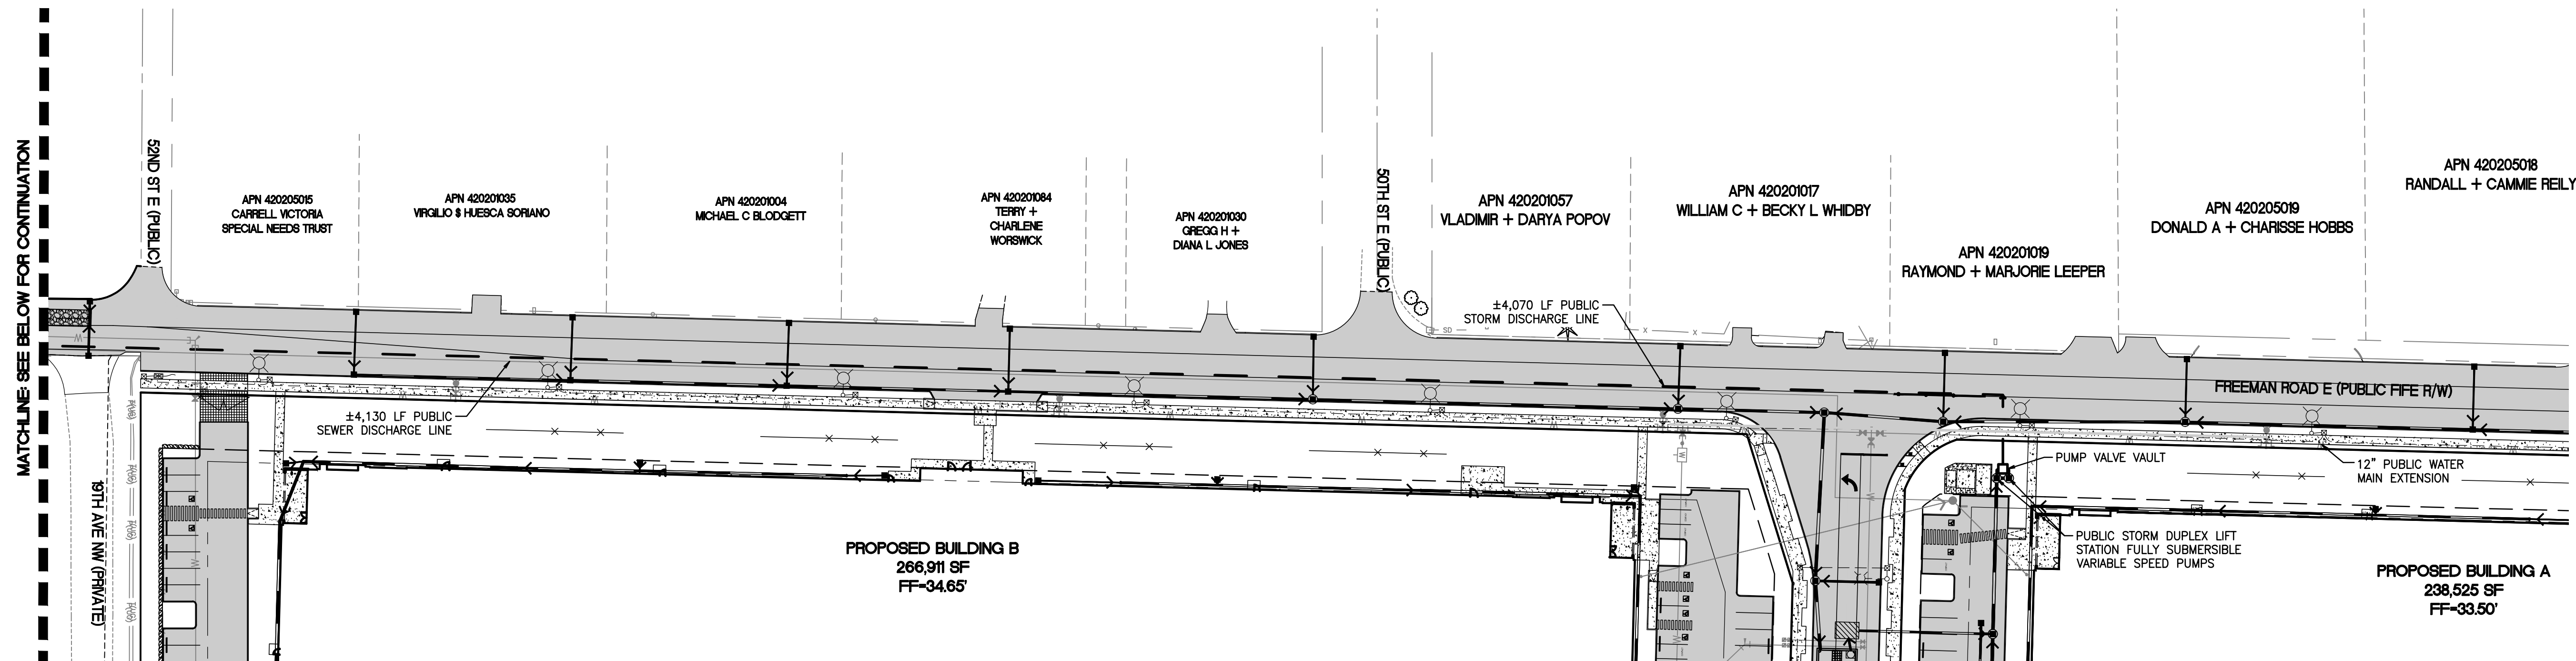 MATCHLINE: SEE BELOW FOR CONTINUATION
52ND ST E (PUBLIC)
APN 420205015
CARRELL VICTORIA
SPECIAL NEEDS TRUST
APN 420201035
VIRGILIO $ HUESCA SORIANO
APN 420201004
MICHAEL C BLODGETT
APN 420201084
TERRY +
CHARLENE
WORSWICK
APN 420201030
GREGG H +
DIANA L JONES
50TH ST E (PUBLIC)
APN 420201057
VLADIMIR + DARYA POPOV
APN 420201017
WILLIAM C + BECKY L WHIDBY
APN 420201019
RAYMOND + MARJORIE LEEPER
APN 420205019
DONALD A + CHARISSE HOBBS
APN 420205018
RANDALL + CAMMIE REILY
±4,070 LF PUBLIC
STORM DISCHARGE LINE
SD
FREEMAN ROAD E (PUBLIC FIFE R/W)
±4,130 LF PUBLIC
SEWER DISCHARGE LINE
PUMP VALVE VAULT
12" PUBLIC WATER
MAIN EXTENSION
19TH AVE NW (PRIVATE)
PUBLIC STORM DUPLEX LIFT
STATION FULLY SUBMERSIBLE
VARIABLE SPEED PUMPS
PROPOSED BUILDING B
266,911 SF
FF=34.65'
PROPOSED BUILDING A
238,525 SF
FF=33.50'